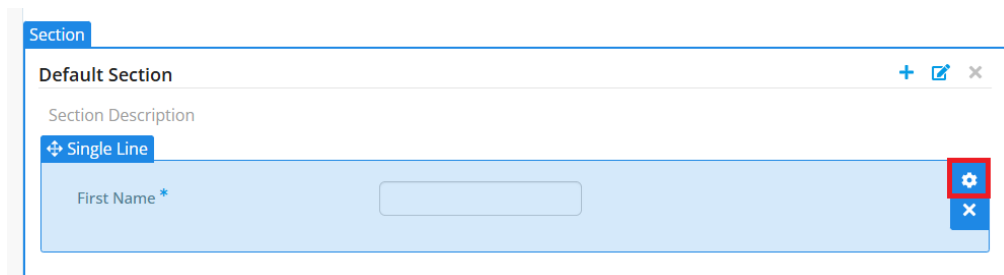 Section
Default Section
Section Description
Single Line
First Name *